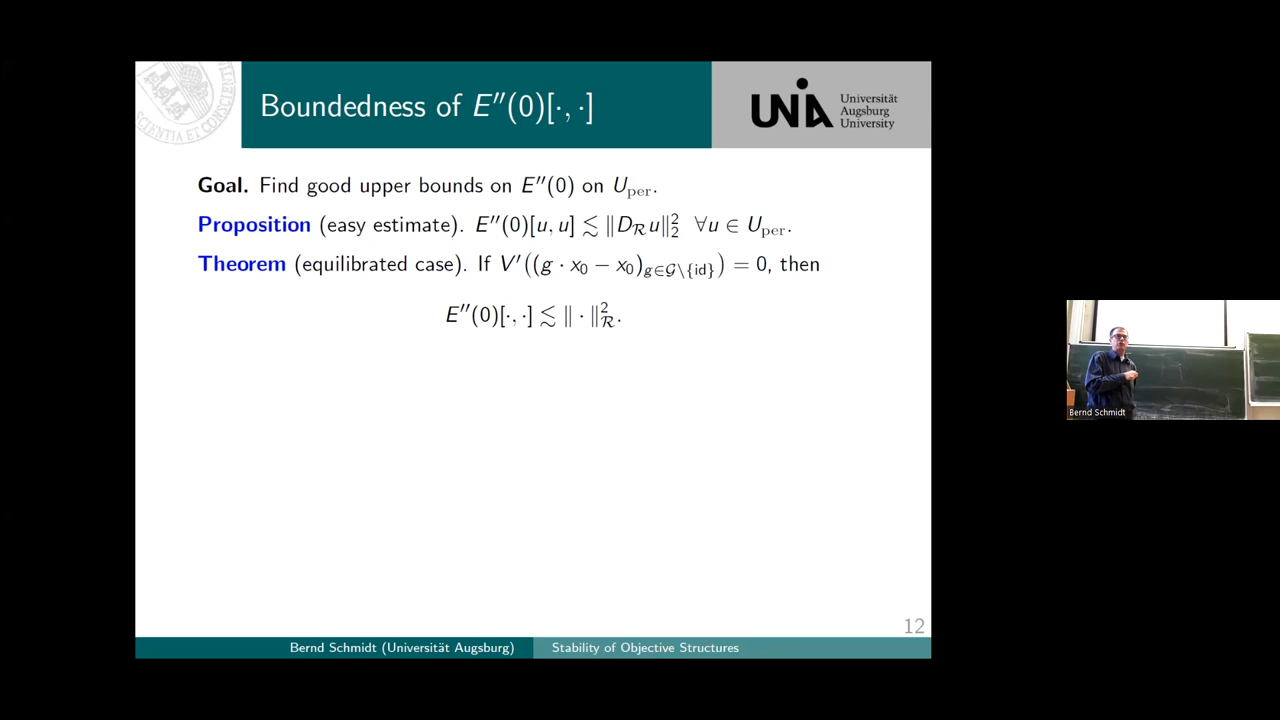 Boundedness of E′′(0)[·, ·]
UNIA Universität
Augsburg
University
Goal. Find good upper bounds on E′′(0) on U_per.
Proposition (easy estimate). E′′(0)[u, u] ≲ ‖D_ℛ u‖₂² ∀u ∈ U_per.
Theorem (equilibrated case). If V′((g · x₀ − x₀)_{g∈𝒢\{id}}) = 0, then
E′′(0)[·, ·] ≲ ‖ · ‖²_ℛ.
Bernd Schmidt
12
Bernd Schmidt (Universität Augsburg) Stability of Objective Structures